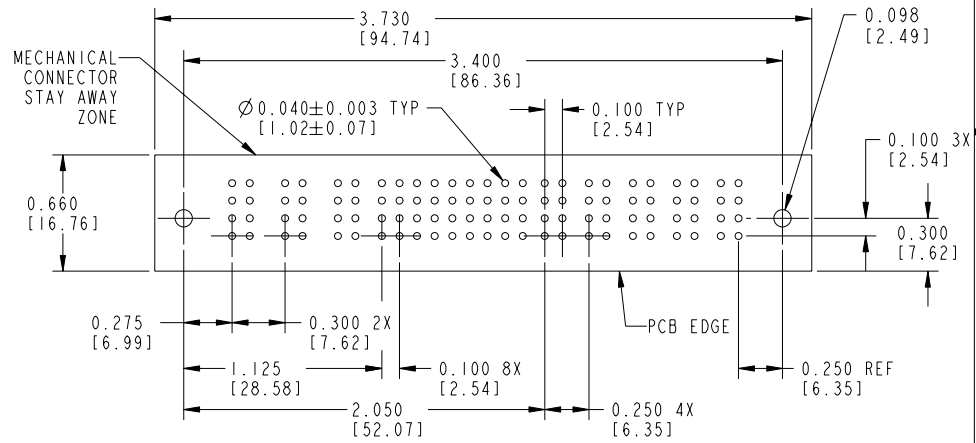 3.730
[94.74]
0.098
[2.49]
MECHANICAL
CONNECTOR
STAY AWAY
ZONE
3.400
[86.36]
Ø0.040±0.003 TYP
[1.02±0.07]
0.100 TYP
[2.54]
0.100 3X
[2.54]
0.660
[16.76]
0.300
[7.62]
0.275
[6.99]
0.300 2X
[7.62]
PCB EDGE
1.125
[28.58]
0.100 8X
[2.54]
0.250 REF
[6.35]
2.050
[52.07]
0.250 4X
[6.35]